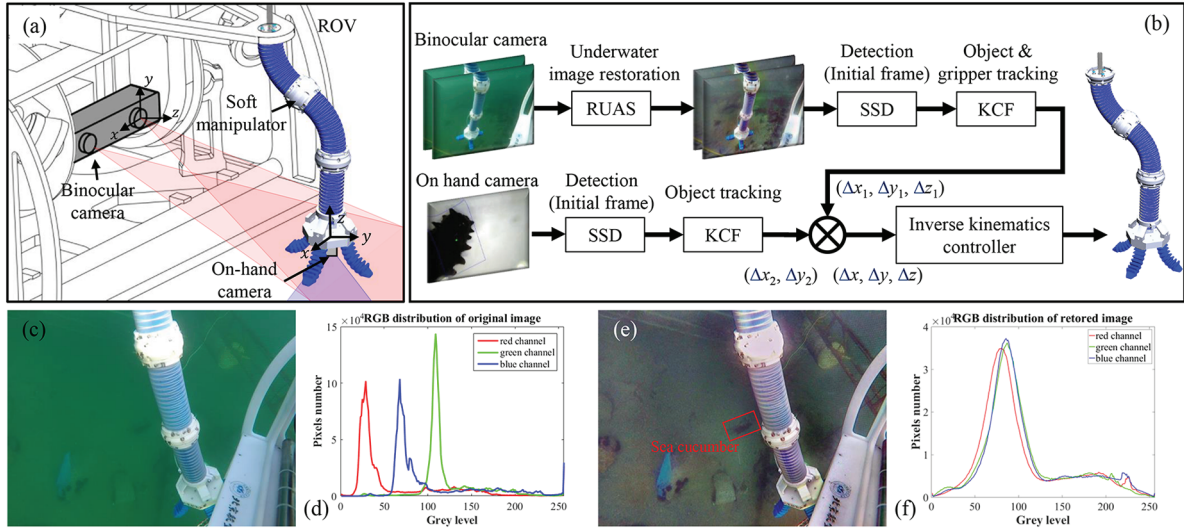 (a)
ROV
y
z
x
Soft
manipulator
Binocular
camera
z
y
x
On-hand
camera
(b)
Binocular camera
Underwater
image restoration
RUAS
Detection
(Initial frame)
SSD
Object &
gripper tracking
KCF
On hand camera
Detection
(Initial frame)
SSD
Object tracking
KCF
(Δx1, Δy1, Δz1)
(Δx2, Δy2)
(Δx, Δy, Δz)
Inverse kinematics
controller
(c)
(d)
×10⁴ RGB distribution of original image
red channel
green channel
blue channel
Pixels number
15
10
5
0
0 50 100 150 200 250
Grey level
(e)
Sea cucumber
(f)
×10⁴ RGB distribution of retored image
red channel
green channel
blue channel
Pixels number
4
3
2
1
0
0 50 100 150 200 250
Grey level